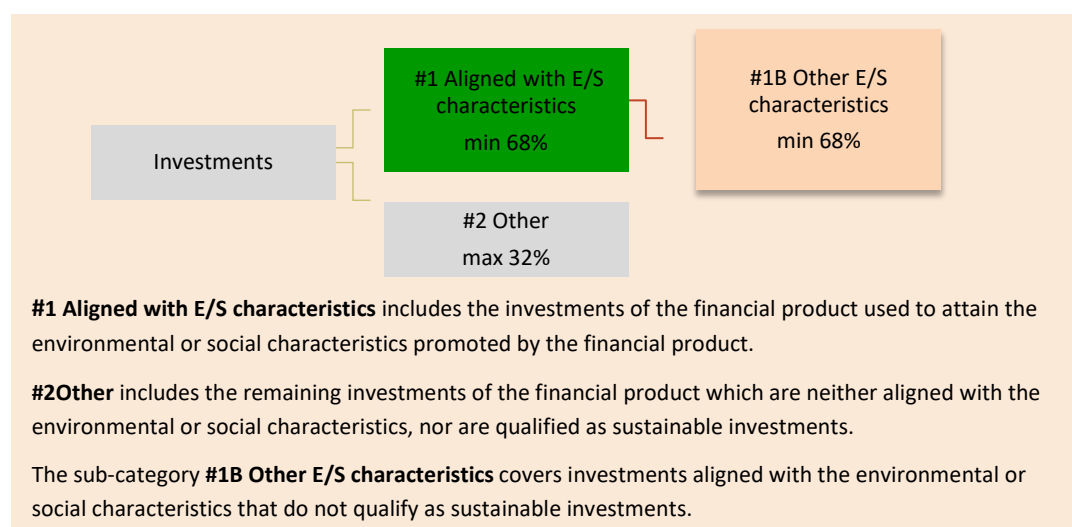 #1 Aligned with E/S
characteristics
min 68%
#1B Other E/S
characteristics
min 68%
Investments
#2 Other
max 32%
#1 Aligned with E/S characteristics includes the investments of the financial product used to attain the
environmental or social characteristics promoted by the financial product.
#2Other includes the remaining investments of the financial product which are neither aligned with the
environmental or social characteristics, nor are qualified as sustainable investments.
The sub-category #1B Other E/S characteristics covers investments aligned with the environmental or
social characteristics that do not qualify as sustainable investments.